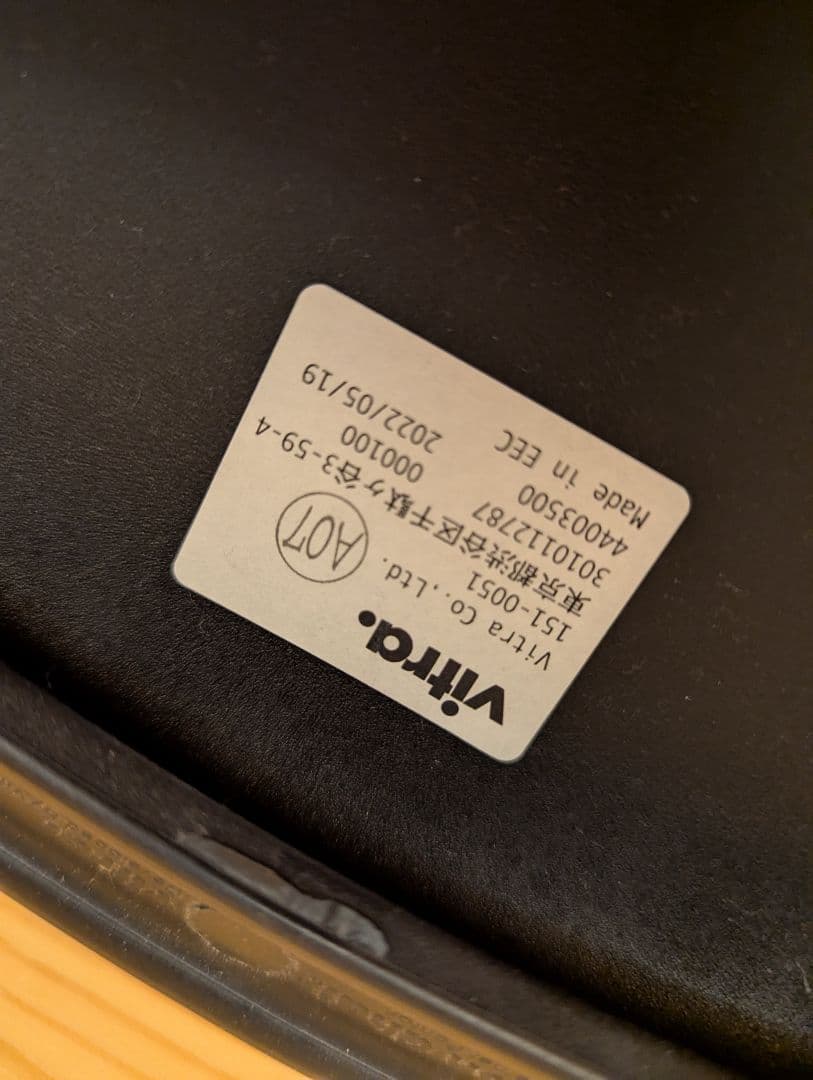 vitra.
Vitra Co.,Ltd.
151-0051
東京都渋谷区千駄ヶ谷3-59-4
3010112787 000100
44003500
Made in EEC 2022/05/19
A07